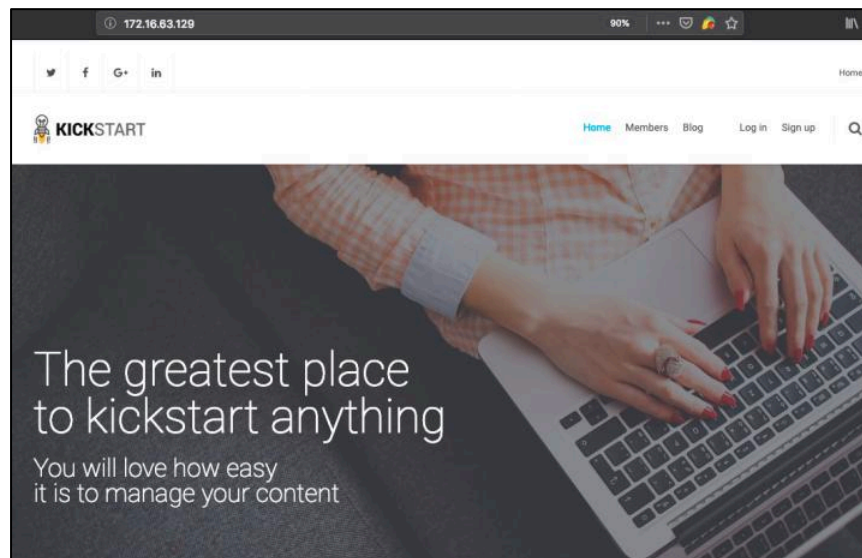 172.16.63.129
90%
G+
in
Home
KICKSTART
Home Members Blog Log in Sign up
The greatest place
to kickstart anything
You will love how easy
it is to manage your content